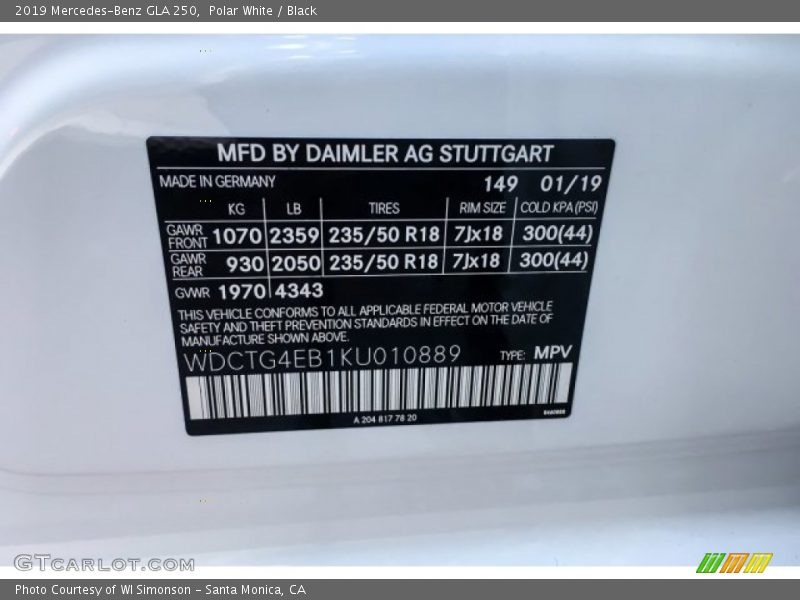 2019 Mercedes-Benz GLA 250,  Polar White / Black
MFD BY DAIMLER AG STUTTGART
MADE IN GERMANY 149 01/19
KG LB TIRES RIM SIZE COLD KPA (PSI)
GAWR FRONT 1070 2359 235/50 R18 7Jx18 300(44)
GAWR REAR 930 2050 235/50 R18 7Jx18 300(44)
GVWR 1970 4343
THIS VEHICLE CONFORMS TO ALL APPLICABLE FEDERAL MOTOR VEHICLE
SAFETY AND THEFT PREVENTION STANDARDS IN EFFECT ON THE DATE OF
MANUFACTURE SHOWN ABOVE.
WDCTG4EB1KU010889 TYPE: MPV
A 204 817 78 20
GTCARLOT.COM
Photo Courtesy of WI Simonson - Santa Monica, CA